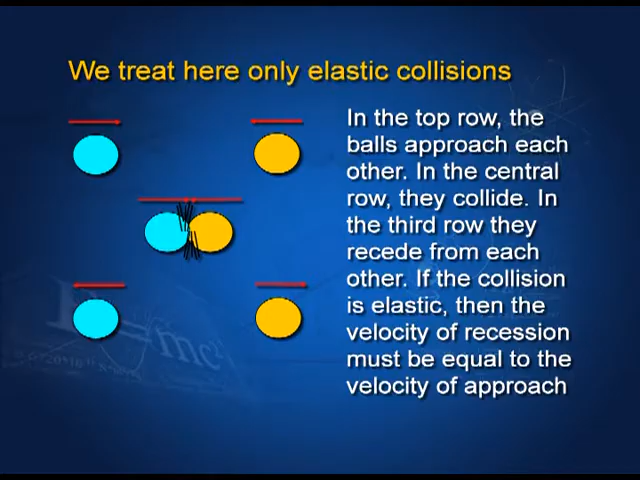 We treat here only elastic collisions
In the top row, the
balls approach each
other. In the central
row, they collide. In
the third row they
recede from each
other. If the collision
is elastic, then the
velocity of recession
must be equal to the
velocity of approach
E=mc²